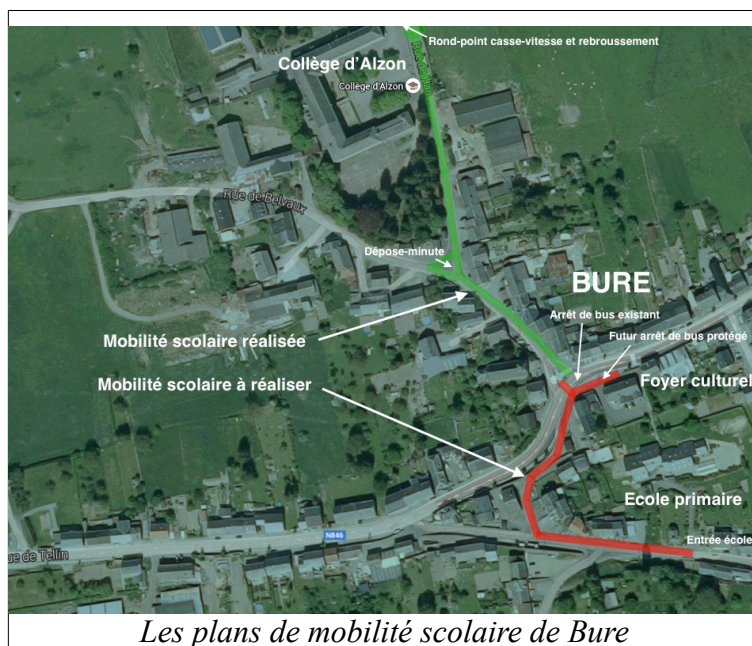 Rond-point casse-vitesse et rebroussement
Collège d'Alzon
Collège d'Alzon
Rue de Belvaux
Dépose-minute
BURE
Arrêt de bus existant
Mobilité scolaire réalisée
Futur arrêt de bus protégé
Mobilité scolaire à réaliser
Foyer culturel
Ecole primaire
N846
Entrée école
ue de Tellin
Les plans de mobilité scolaire de Bure